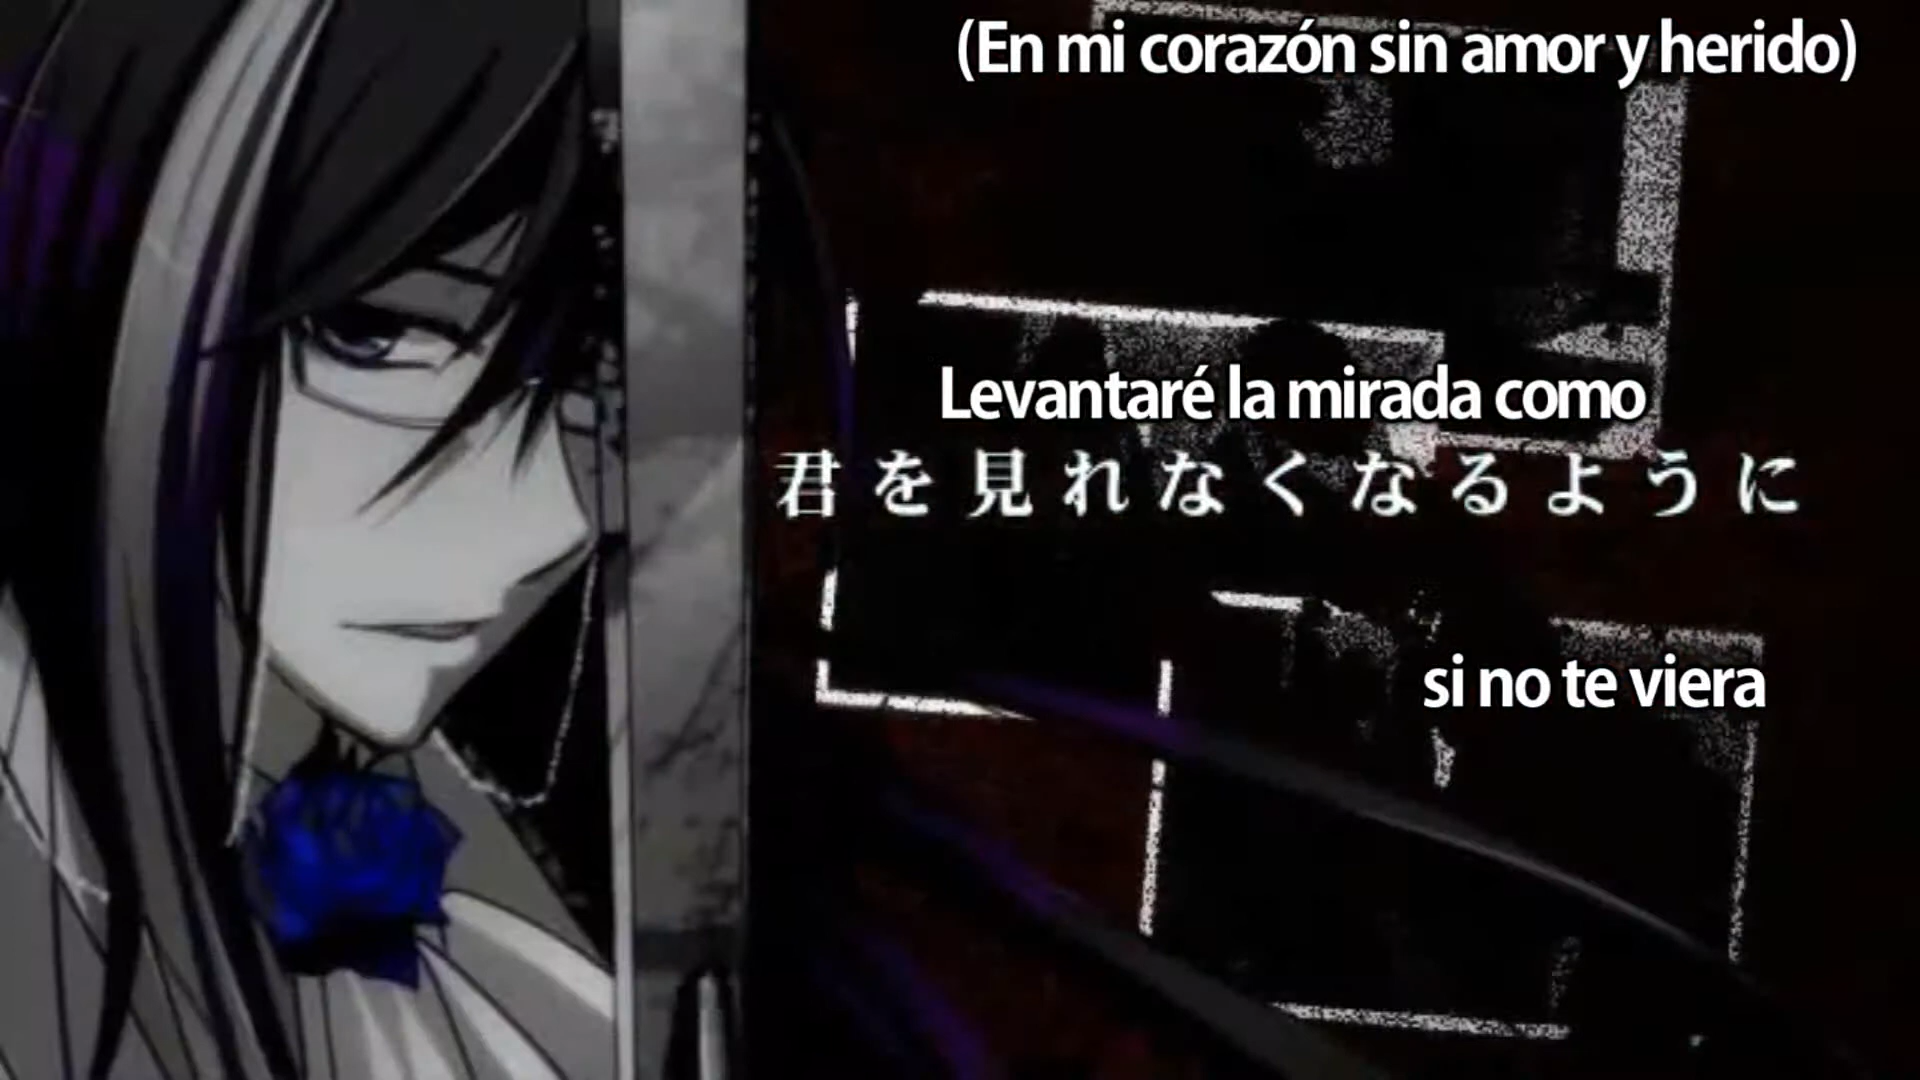 (En mi corazón sin amor y herido)
Levantaré la mirada como
君を見れなくなるように
si no te viera